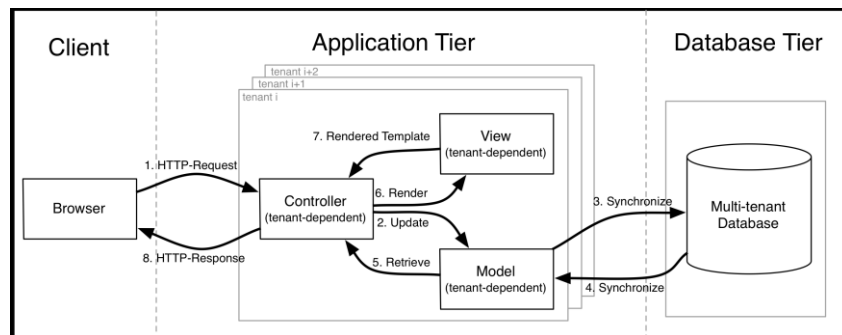 Client
Application Tier
Database Tier
tenant i+2
tenant i+1
tenant i
7. Rendered Template
View
(tenant-dependent)
1. HTTP-Request
6. Render
Controller
(tenant-dependent)
Browser
2. Update
3. Synchronize
Multi-tenant
Database
8. HTTP-Response
5. Retrieve
Model
(tenant-dependent)
4. Synchronize